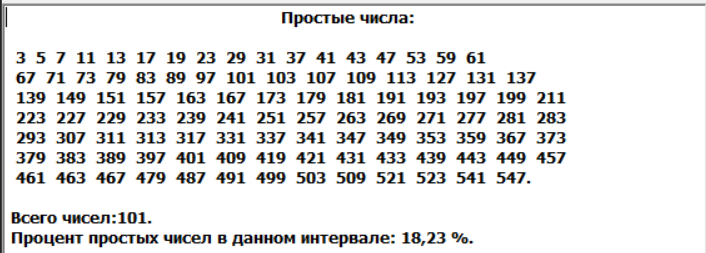 Простые числа:
3 5 7 11 13 17 19 23 29 31 37 41 43 47 53 59 61
67 71 73 79 83 89 97 101 103 107 109 113 127 131 137
139 149 151 157 163 167 173 179 181 191 193 197 199 211
223 227 229 233 239 241 251 257 263 269 271 277 281 283
293 307 311 313 317 331 337 341 347 349 353 359 367 373
379 383 389 397 401 409 419 421 431 433 439 443 449 457
461 463 467 479 487 491 499 503 509 521 523 541 547.
Всего чисел:101.
Процент простых чисел в данном интервале: 18,23 %.